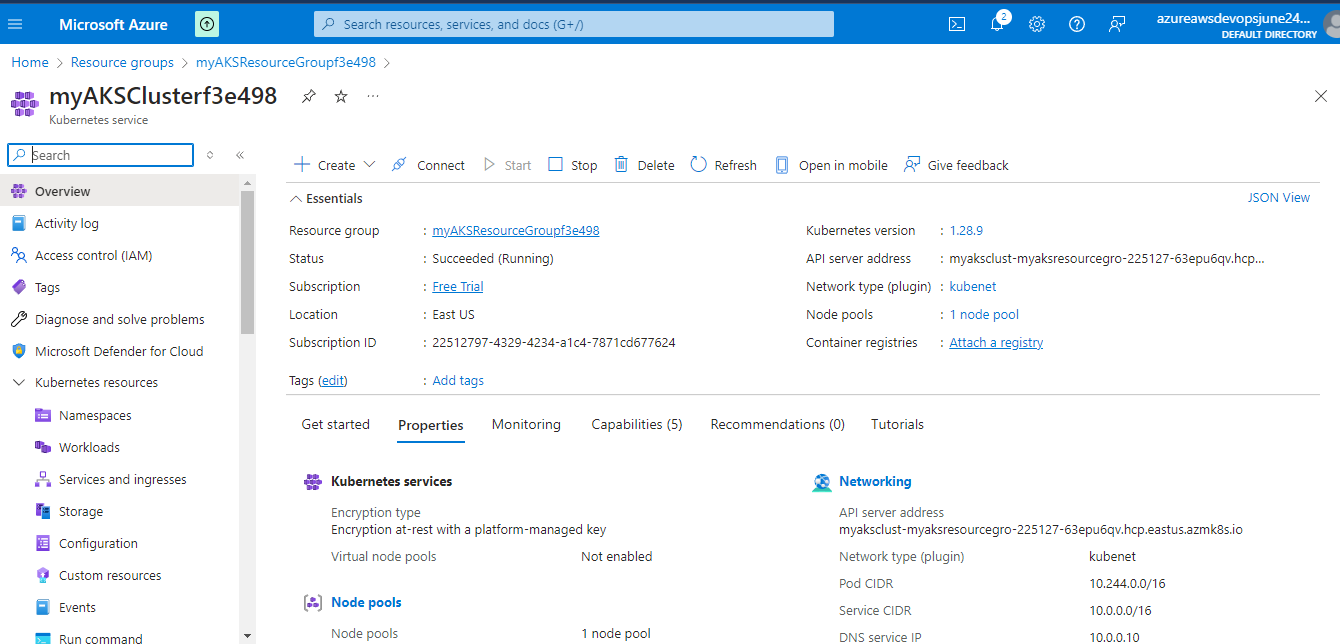 Microsoft Azure
Search resources, services, and docs (G+/)
2
azureawsdevopsjune24...
DEFAULT DIRECTORY
Home > Resource groups > myAKSResourceGroupf3e498 >
myAKSClusterf3e498
Kubernetes service
Search
Overview
Activity log
Access control (IAM)
Tags
Diagnose and solve problems
Microsoft Defender for Cloud
Kubernetes resources
Namespaces
Workloads
Services and ingresses
Storage
Configuration
Custom resources
Events
Run command
Create Connect Start Stop Delete Refresh Open in mobile Give feedback
Essentials JSON View
Resource group : myAKSResourceGroupf3e498
Status : Succeeded (Running)
Subscription : Free Trial
Location : East US
Subscription ID : 22512797-4329-4234-a1c4-7871cd677624
Kubernetes version : 1.28.9
API server address : myaksclust-myaksresourcegro-225127-63epu6qv.hcp...
Network type (plugin) : kubenet
Node pools : 1 node pool
Container registries : Attach a registry
Tags (edit) : Add tags
Get started Properties Monitoring Capabilities (5) Recommendations (0) Tutorials
Kubernetes services
Encryption type
Encryption at-rest with a platform-managed key
Virtual node pools Not enabled
Node pools
Node pools 1 node pool
Networking
API server address
myaksclust-myaksresourcegro-225127-63epu6qv.hcp.eastus.azmk8s.io
Network type (plugin) kubenet
Pod CIDR 10.244.0.0/16
Service CIDR 10.0.0.0/16
DNS service IP 10.0.0.10